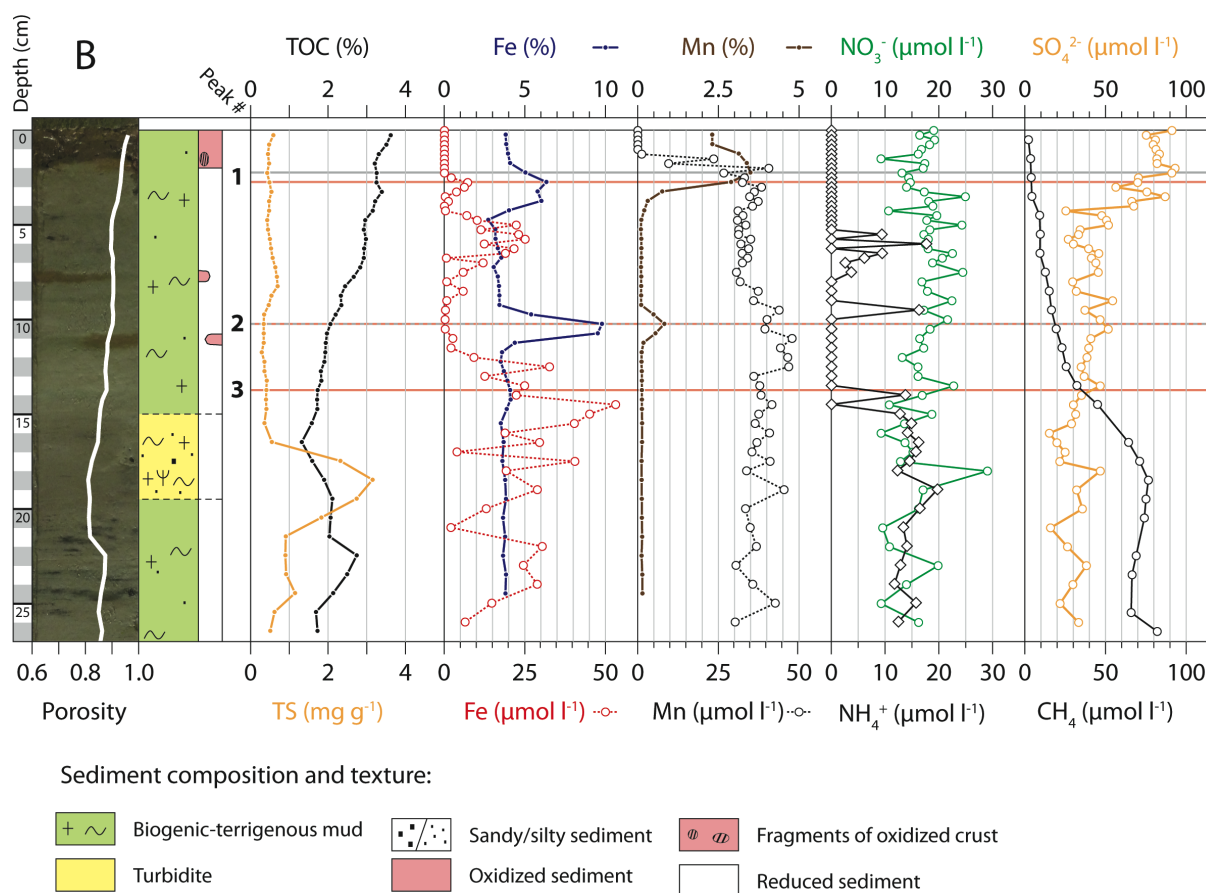 B
Depth (cm)
Peak #
TOC (%)
Fe (%)
Mn (%)
NO₃⁻ (μmol l⁻¹)
SO₄²⁻ (μmol l⁻¹)
0 2 4
0 5 10
0 2.5 5
0 10 20 30
0 50 100
0
5
10
15
20
25
1
2
3
0.6 0.8 1.0
0 2 4
0 25 50
0 10 20 30 40 50
0 10 20 30
0 50 100
Porosity
TS (mg g⁻¹)
Fe (μmol l⁻¹)
Mn (μmol l⁻¹)
NH₄⁺ (μmol l⁻¹)
CH₄ (μmol l⁻¹)
Sediment composition and texture:
Biogenic-terrigenous mud
Sandy/silty sediment
Fragments of oxidized crust
Turbidite
Oxidized sediment
Reduced sediment